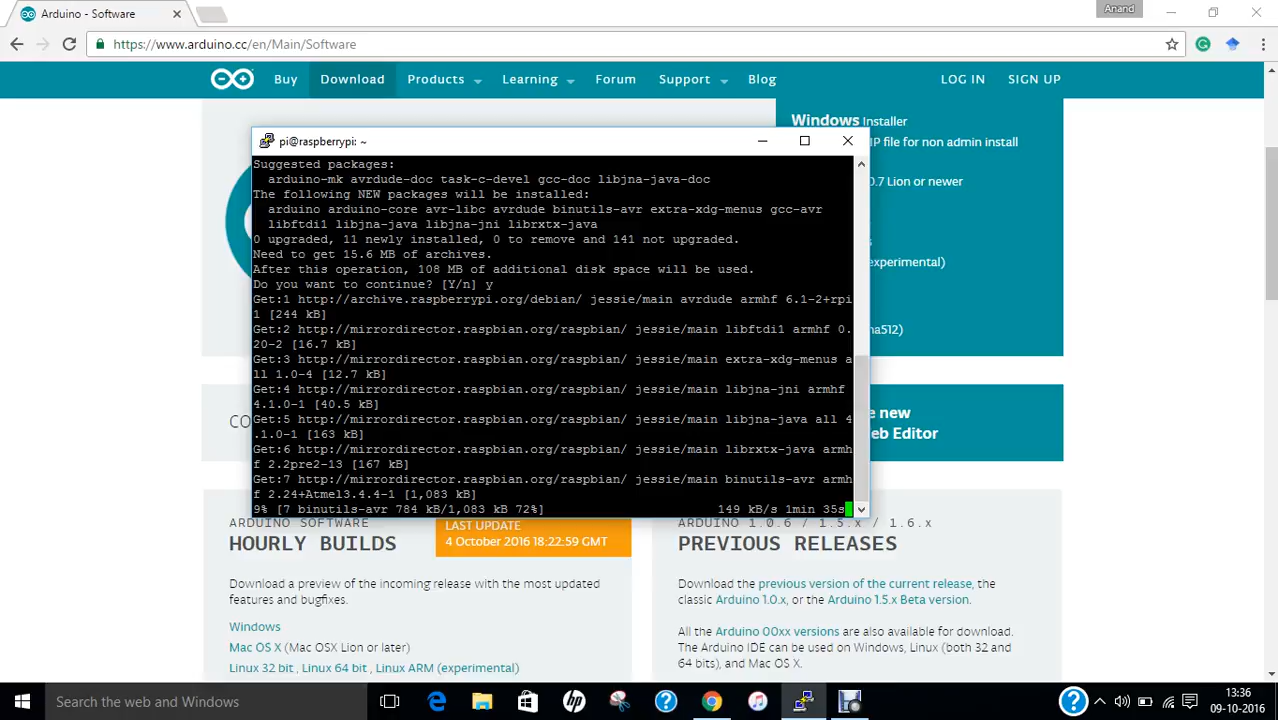 Arduino - Software
Anand
https://www.arduino.cc/en/Main/Software
Buy Download Products Learning Forum Support Blog LOG IN SIGN UP
Windows Installer
IP file for non admin install
0.7 Lion or newer
s
experimental)
na512)
pi@raspberrypi: ~
Suggested packages:
arduino-mk avrdude-doc task-c-devel gcc-doc libjna-java-doc
The following NEW packages will be installed:
arduino arduino-core avr-libc avrdude binutils-avr extra-xdg-menus gcc-avr
libftdi1 libjna-java libjna-jni librxtx-java
0 upgraded, 11 newly installed, 0 to remove and 141 not upgraded.
Need to get 15.6 MB of archives.
After this operation, 108 MB of additional disk space will be used.
Do you want to continue? [Y/n] y
Get:1 http://archive.raspberrypi.org/debian/ jessie/main avrdude armhf 6.1-2+rpi
1 [244 kB]
Get:2 http://mirrordirector.raspbian.org/raspbian/ jessie/main libftdi1 armhf 0.
20-2 [16.7 kB]
Get:3 http://mirrordirector.raspbian.org/raspbian/ jessie/main extra-xdg-menus a
ll 1.0-4 [12.7 kB]
Get:4 http://mirrordirector.raspbian.org/raspbian/ jessie/main libjna-jni armhf
4.1.0-1 [40.5 kB]
Get:5 http://mirrordirector.raspbian.org/raspbian/ jessie/main libjna-java all 4
.1.0-1 [163 kB]
Get:6 http://mirrordirector.raspbian.org/raspbian/ jessie/main librxtx-java armh
f 2.2pre2-13 [167 kB]
Get:7 http://mirrordirector.raspbian.org/raspbian/ jessie/main binutils-avr armh
f 2.24+Atmel3.4.4-1 [1,083 kB]
9% [7 binutils-avr 784 kB/1,083 kB 72%] 149 kB/s 1min 35s
CO
e new
eb Editor
ARDUINO SOFTWARE
HOURLY BUILDS
LAST UPDATE
4 October 2016 18:22:59 GMT
Download a preview of the incoming release with the most updated
features and bugfixes.
Windows
Mac OS X (Mac OSX Lion or later)
Linux 32 bit , Linux 64 bit , Linux ARM (experimental)
ARDUINO 1.0.6 / 1.5.x / 1.6.x
PREVIOUS RELEASES
Download the previous version of the current release, the
classic Arduino 1.0.x, or the Arduino 1.5.x Beta version.
All the Arduino 00xx versions are also available for download.
The Arduino IDE can be used on Windows, Linux (both 32 and
64 bits), and Mac OS X.
Search the web and Windows
13:36
09-10-2016